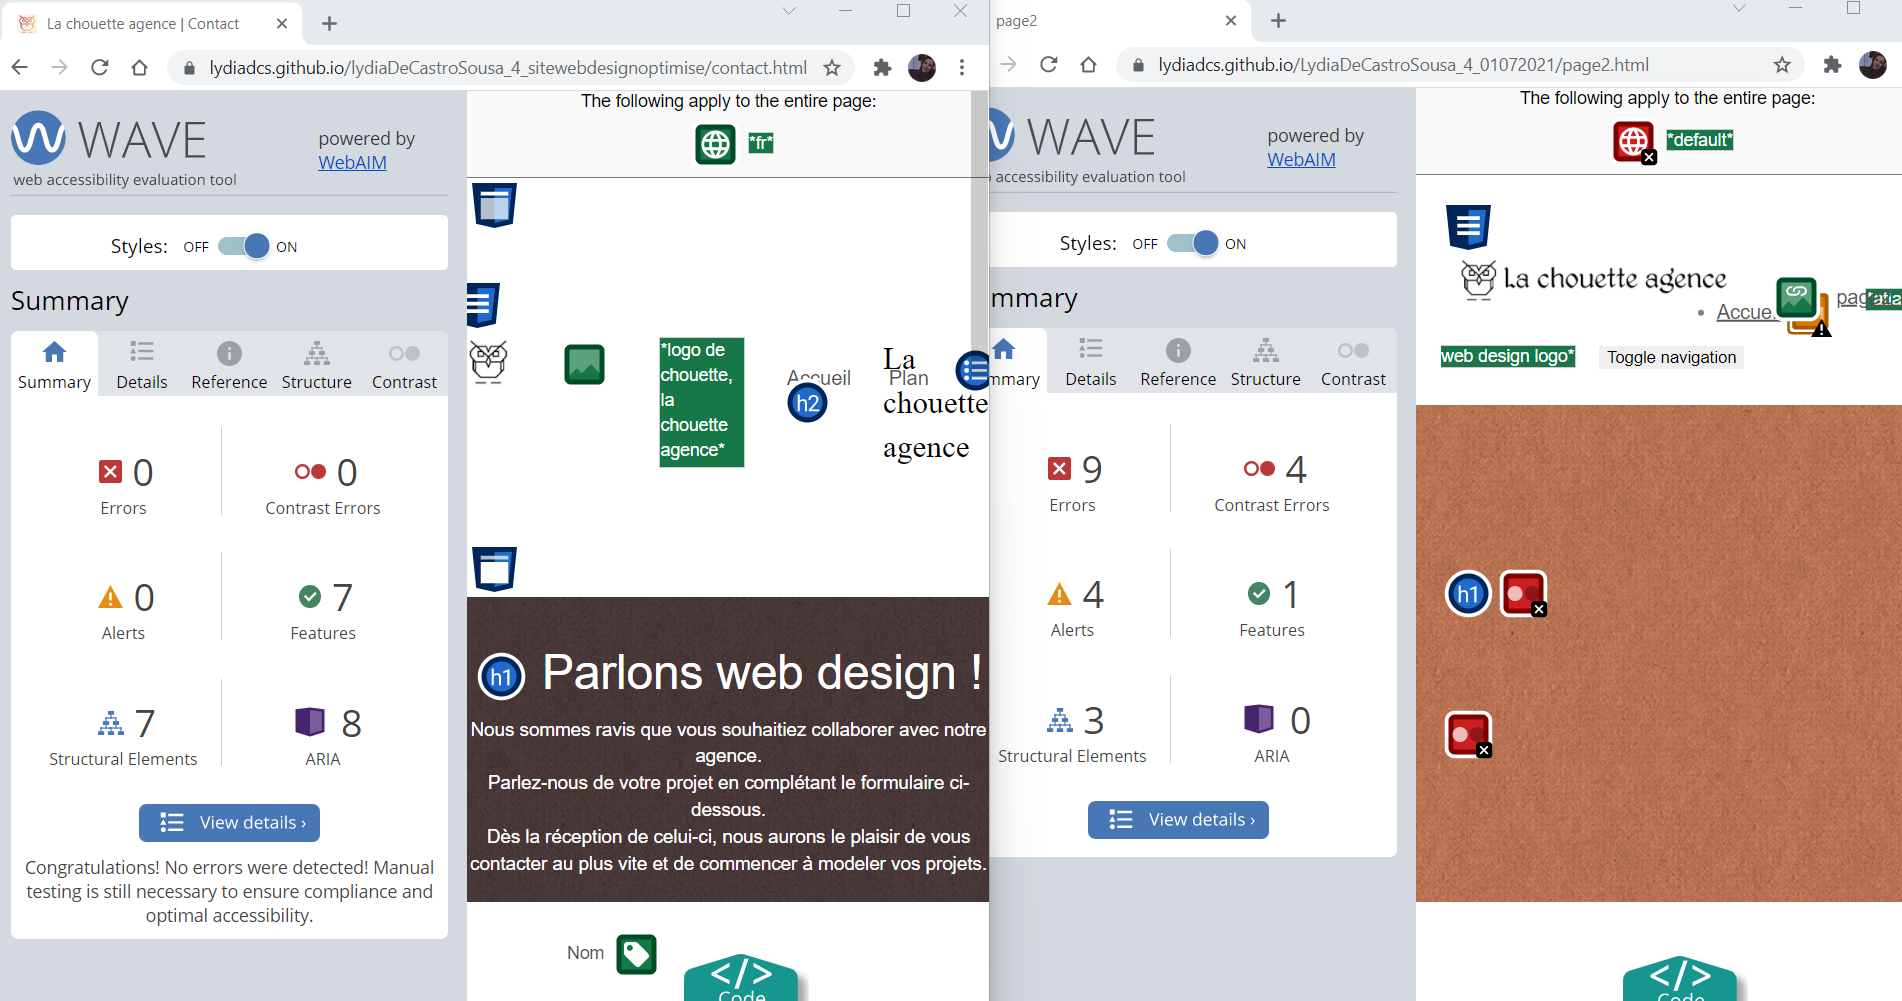 La chouette agence | Contact
lydiadcs.github.io/lydiaDeCastroSousa_4_sitewebdesignoptimise/contact.html
WAVE
web accessibility evaluation tool
powered by
WebAIM
Styles: OFF ON
Summary
Summary Details Reference Structure Contrast
0 0
Errors Contrast Errors
0 7
Alerts Features
7 8
Structural Elements ARIA
View details ›
Congratulations! No errors were detected! Manual
testing is still necessary to ensure compliance and
optimal accessibility.
The following apply to the entire page:
*fr*
*logo de
chouette,
la
chouette
agence*
Accueil Plan
h2
La
chouette
agence
h1 Parlons web design !
Nous sommes ravis que vous souhaitiez collaborer avec notre
agence.
Parlez-nous de votre projet en complétant le formulaire ci-
dessous.
Dès la réception de celui-ci, nous aurons le plaisir de vous
contacter au plus vite et de commencer à modeler vos projets.
Nom
</>
Code
page2
lydiadcs.github.io/LydiaDeCastroSousa_4_01072021/page2.html
WAVE
accessibility evaluation tool
powered by
WebAIM
Styles: OFF ON
mmary
mmary Details Reference Structure Contrast
9 4
Errors Contrast Errors
4 1
Alerts Features
3 0
Structural Elements ARIA
View details ›
The following apply to the entire page:
*default*
La chouette agence
Accue
web design logo* Toggle navigation
h1
</>
Code